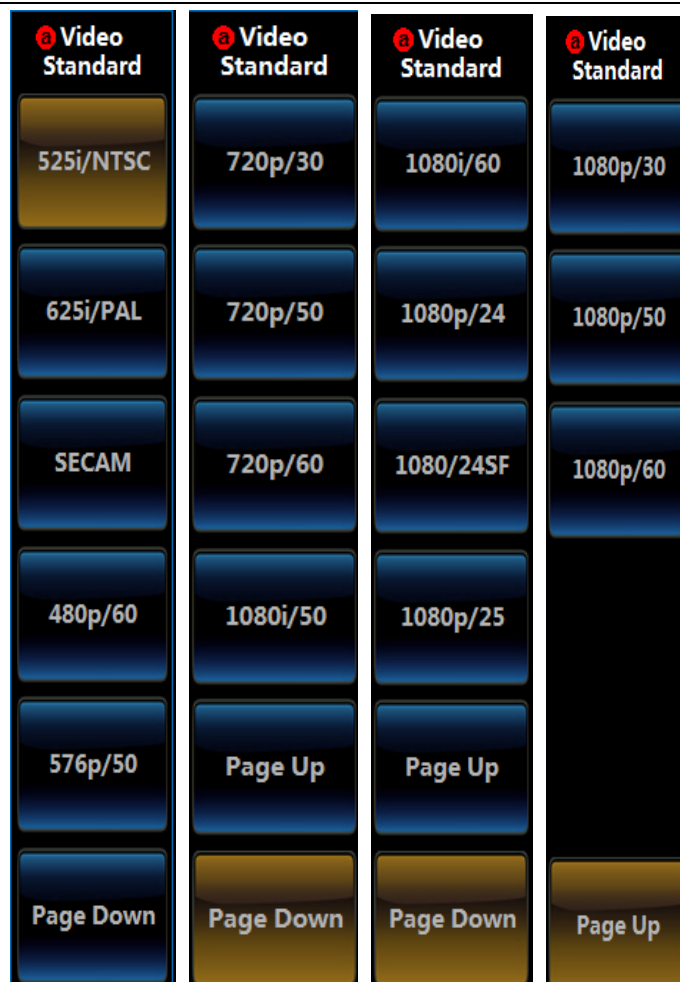 a Video
Standard
525i/NTSC
625i/PAL
SECAM
480p/60
576p/50
Page Down
a Video
Standard
720p/30
720p/50
720p/60
1080i/50
Page Up
Page Down
a Video
Standard
1080i/60
1080p/24
1080/24SF
1080p/25
Page Up
Page Down
a Video
Standard
1080p/30
1080p/50
1080p/60
Page Up